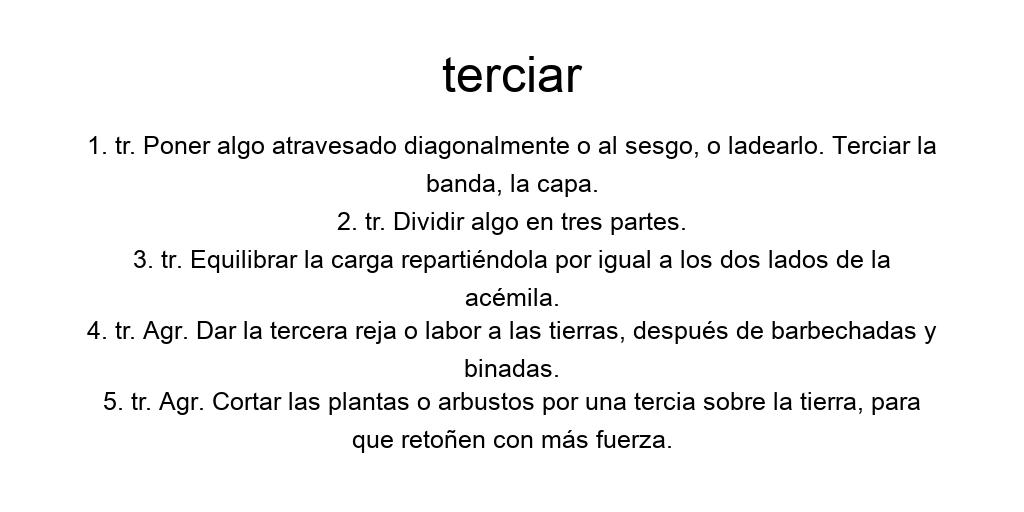 terciar
1. tr. Poner algo atravesado diagonalmente o al sesgo, o ladearlo. Terciar la
banda, la capa.
2. tr. Dividir algo en tres partes.
3. tr. Equilibrar la carga repartiéndola por igual a los dos lados de la
acémila.
4. tr. Agr. Dar la tercera reja o labor a las tierras, después de barbechadas y
binadas.
5. tr. Agr. Cortar las plantas o arbustos por una tercia sobre la tierra, para
que retoñen con más fuerza.